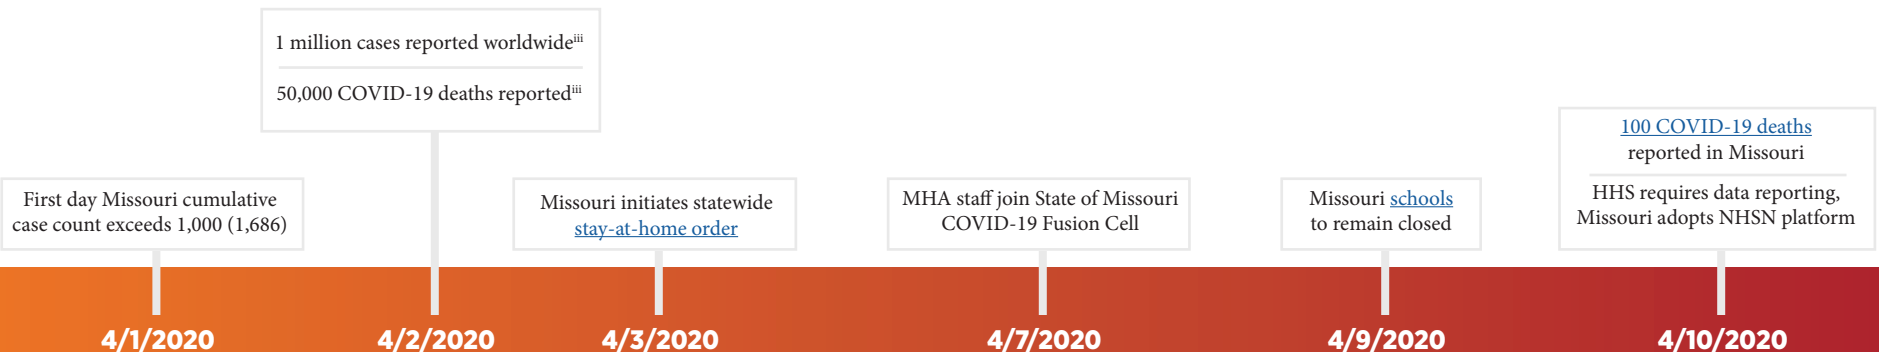 1 million cases reported worldwideⁱⁱⁱ
50,000 COVID-19 deaths reportedⁱⁱⁱ
First day Missouri cumulative
case count exceeds 1,000 (1,686)
Missouri initiates statewide
stay-at-home order
MHA staff join State of Missouri
COVID-19 Fusion Cell
Missouri schools
to remain closed
100 COVID-19 deaths
reported in Missouri
HHS requires data reporting,
Missouri adopts NHSN platform
4/1/2020
4/2/2020
4/3/2020
4/7/2020
4/9/2020
4/10/2020